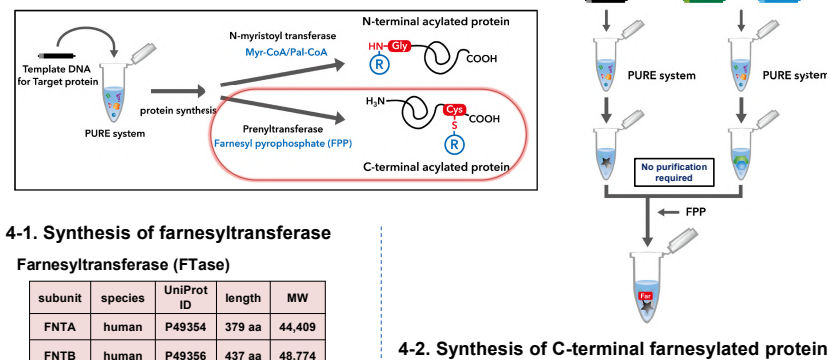 N-terminal acylated protein
N-myristoyl transferase
Myr-CoA/Pal-CoA
HN Gly
R
COOH
Template DNA
for Target protein
protein synthesis
PURE system
H₃N
Cys
COOH
S
R
Prenyltransferase
Farnesyl pyrophosphate (FPP)
C-terminal acylated protein
PURE system
PURE system
No purification
required
FPP
Far
4-1. Synthesis of farnesyltransferase
Farnesyltransferase (FTase)
subunit species UniProt ID length MW
FNTA human P49354 379 aa 44,409
FNTB human P49356 437 aa 48,774
4-2. Synthesis of C-terminal farnesylated protein